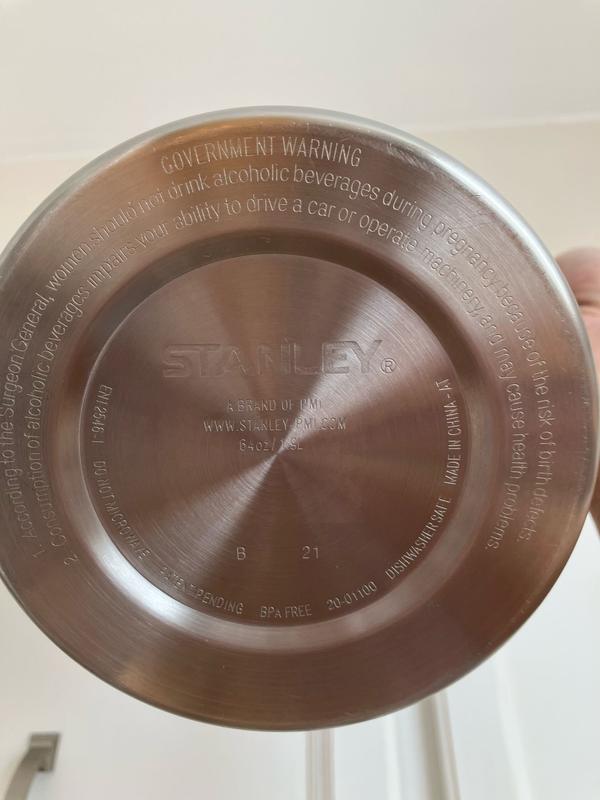 GOVERNMENT WARNING
1. According to the Surgeon General, women should not drink alcoholic beverages during pregnancy because of the risk of birth defects.
2. Consumption of alcoholic beverages impairs your ability to drive a car or operate machinery, and may cause health problems.
STANLEY®
A BRAND OF PMI
WWW.STANLEY-PMI.COM
64oz/1.9L
B 21
EN12546-1 DO NOT MICROWAVE PATENT PENDING BPA FREE 20-01100 DISHWASHER SAFE MADE IN CHINA-AT